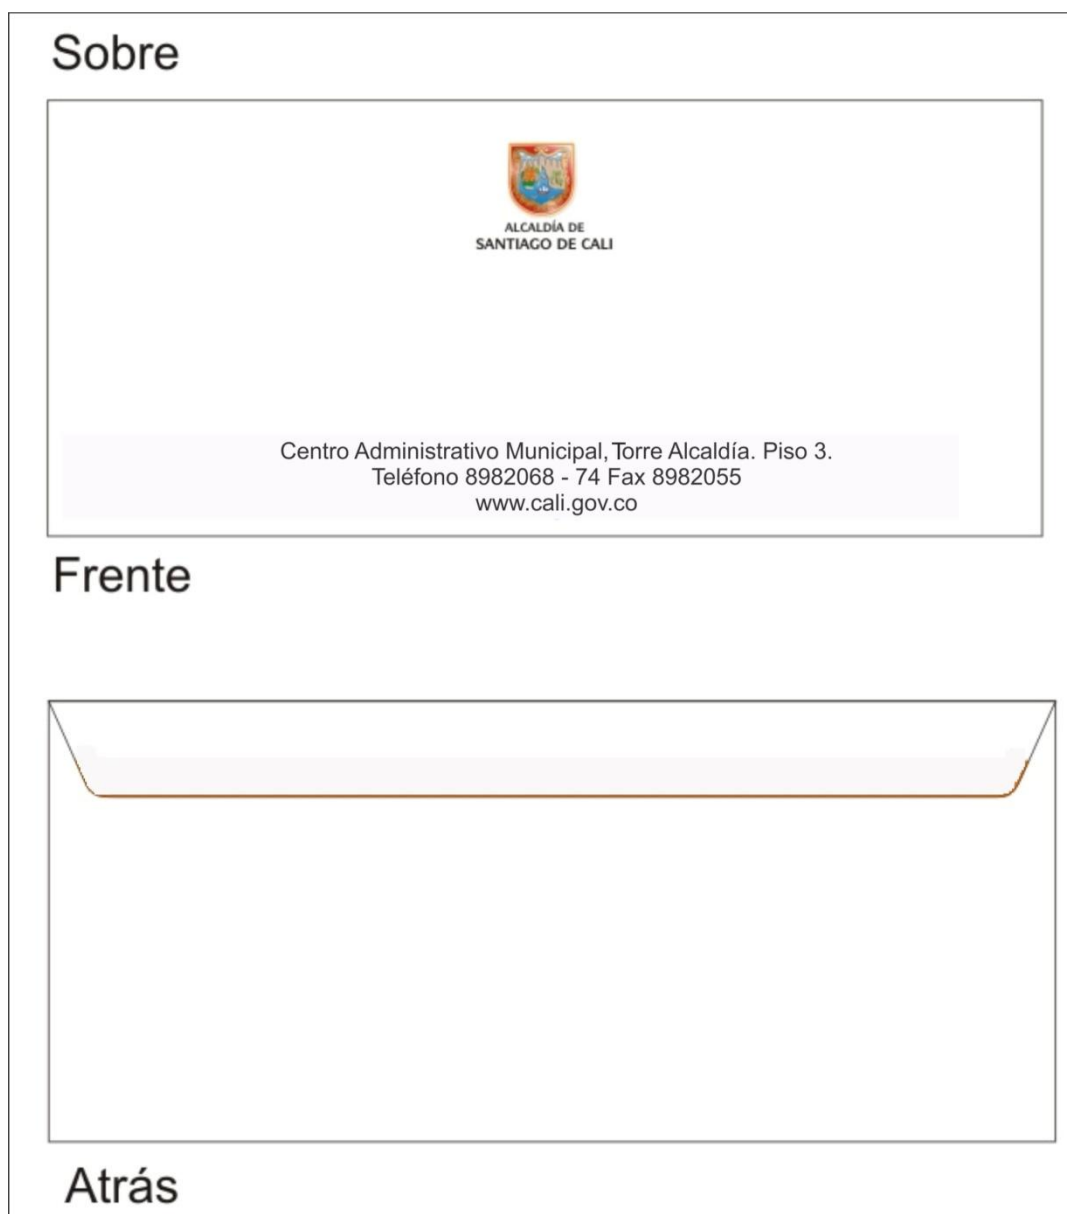 Sobre
ALCALDÍA DE
SANTIAGO DE CALI
Centro Administrativo Municipal, Torre Alcaldía. Piso 3.
Teléfono 8982068 - 74 Fax 8982055
www.cali.gov.co
Frente
Atrás